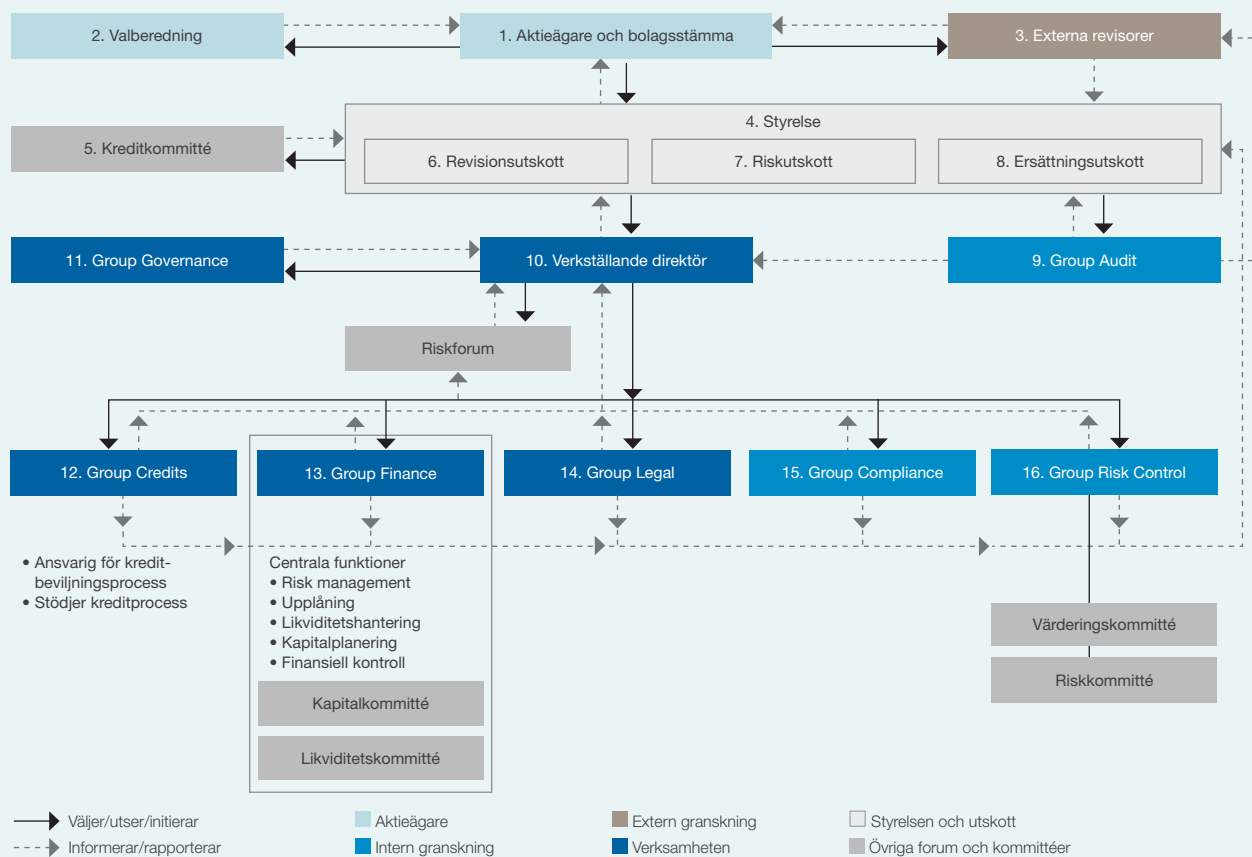 2. Valberedning
1. Aktieägare och bolagsstämma
3. Externa revisorer
4. Styrelse
5. Kreditkommitté
6. Revisionsutskott
7. Riskutskott
8. Ersättningsutskott
11. Group Governance
10. Verkställande direktör
9. Group Audit
Riskforum
12. Group Credits
13. Group Finance
14. Group Legal
15. Group Compliance
16. Group Risk Control
• Ansvarig för kredit-
beviljningsprocess
• Stödjer kreditprocess
Centrala funktioner
• Risk management
• Upplåning
• Likviditetshantering
• Kapitalplanering
• Finansiell kontroll
Kapitalkommitté
Likviditetskommitté
Värderingskommitté
Riskkommitté
Väljer/utser/initierar
Aktieägare
Extern granskning
Styrelsen och utskott
Informerar/rapporterar
Intern granskning
Verksamheten
Övriga forum och kommittéer